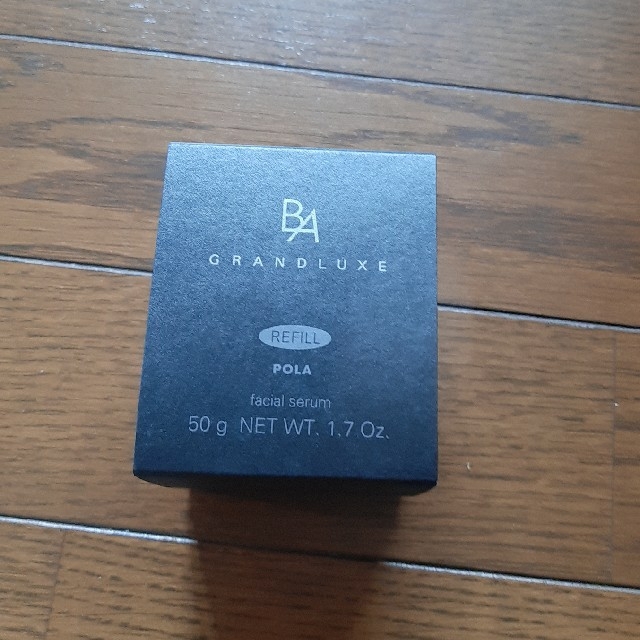 BA
GRANDLUXE
REFILL
POLA
facial serum
50 g NET WT. 1.7 Oz.